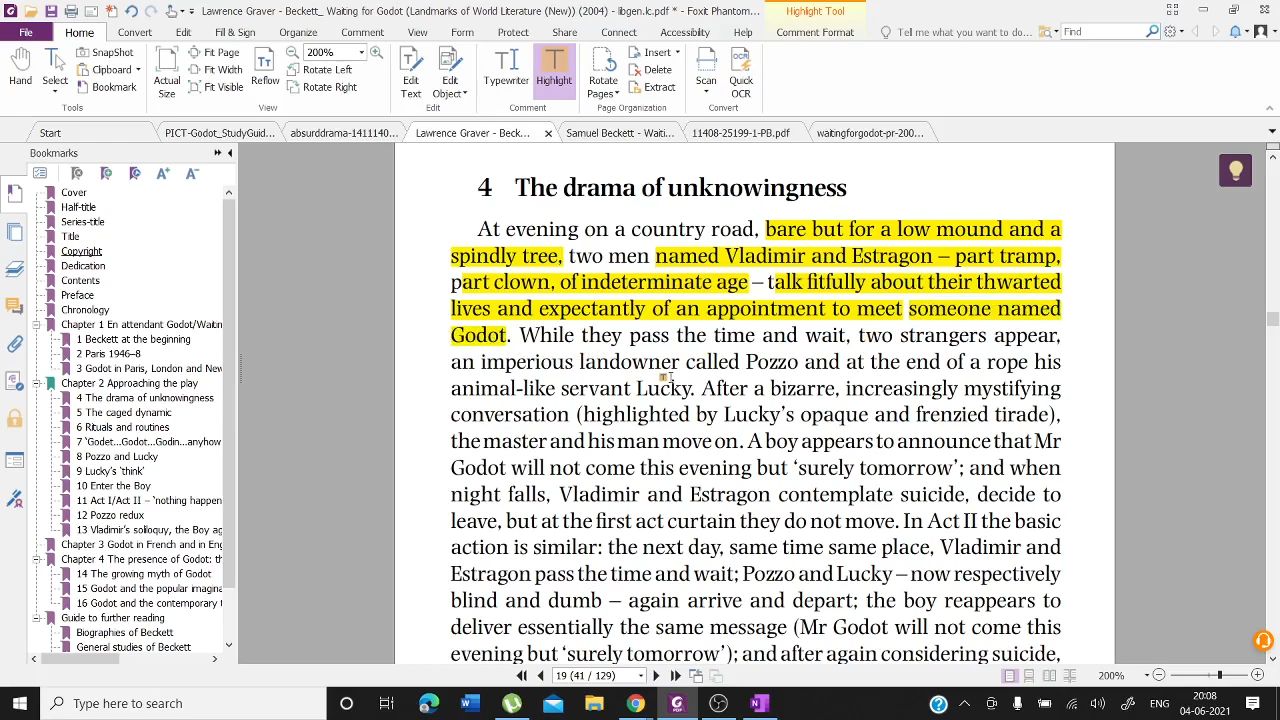 Lawrence Graver - Beckett_ Waiting for Godot (Landmarks of World Literature (New)) (2004) - libgen.lc.pdf * - Foxit Phantom...
Highlight Tool
File
Home
Convert
Edit
Fill & Sign
Organize
Comment
View
Form
Protect
Share
Connect
Accessibility
Help
Comment Format
Tell me what you want to do...
Find
Hand
Select
SnapShot
Clipboard
Bookmark
Tools
Actual Size
Fit Page
Fit Width
Fit Visible
Reflow
200%
Rotate Left
Rotate Right
View
Edit Text
Edit Object
Edit
Typewriter
Highlight
Comment
Rotate Pages
Insert
Delete
Extract
Page Organization
Scan
Quick OCR
Convert
Start
PICT-Godot_StudyGuid...
absurddrama-1411140...
Lawrence Graver - Beck...
Samuel Beckett - Waiti...
11408-25199-1-PB.pdf
waitingforgodot-pr-200...
Bookmarks
Cover
Half-title
Series-title
Title
Copyright
Dedication
Contents
Preface
Chronology
Chapter 1 En attendant Godot/Waitin
1 Beckett at the beginning
2 Paris 1946–8
3 Godot in Paris, London and New
Chapter 2 Approaching the play
4 The drama of unknowingness
5 The caged dynamic
6 Rituals and routines
7 ‘Godet...Godot...Godin...anyhow
8 Pozzo and Lucky
9 Lucky’s ‘think’
10 Enter the Boy
11 Act I/Act II – ‘nothing happen
12 Pozzo redux
13 Vladimir’s soliloquy, the Boy ag
Chapter 3 Godot in French and in Eng
Chapter 4 The presence of Godot: th
14 The growing myth of Godot
15 Godot and the popular imagina
16 Godot and the contemporary t
Guide to further reading
Biographies of Beckett
General studies of Beckett
4 The drama of unknowingness
At evening on a country road, bare but for a low mound and a
spindly tree, two men named Vladimir and Estragon – part tramp,
part clown, of indeterminate age – talk fitfully about their thwarted
lives and expectantly of an appointment to meet someone named
Godot. While they pass the time and wait, two strangers appear,
an imperious landowner called Pozzo and at the end of a rope his
animal-like servant Lucky. After a bizarre, increasingly mystifying
conversation (highlighted by Lucky’s opaque and frenzied tirade),
the master and his man move on. A boy appears to announce that Mr
Godot will not come this evening but ‘surely tomorrow’; and when
night falls, Vladimir and Estragon contemplate suicide, decide to
leave, but at the first act curtain they do not move. In Act II the basic
action is similar: the next day, same time same place, Vladimir and
Estragon pass the time and wait; Pozzo and Lucky – now respectively
blind and dumb – again arrive and depart; the boy reappears to
deliver essentially the same message (Mr Godot will not come this
evening but ‘surely tomorrow’); and after again considering suicide,
19 (41 / 129)
200%
Type here to search
ENG
20:08
04-06-2021